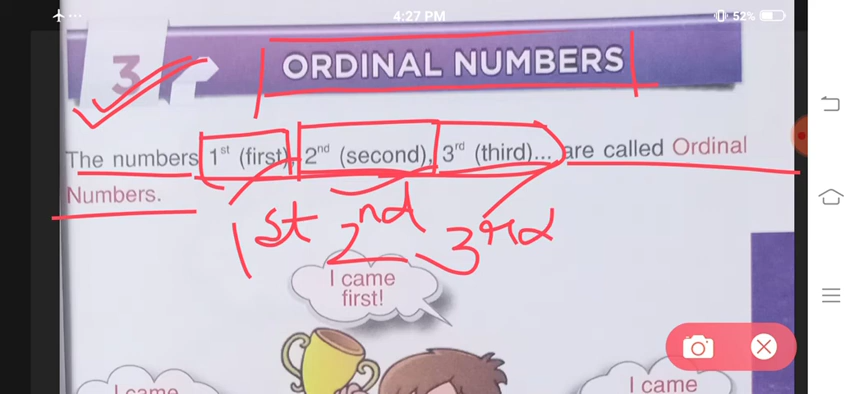 4:27 PM
52%
3
ORDINAL NUMBERS
The numbers 1st (first), 2nd (second), 3rd (third)... are called Ordinal
Numbers.
1st 2nd 3rd
I came
first!
I came
I came